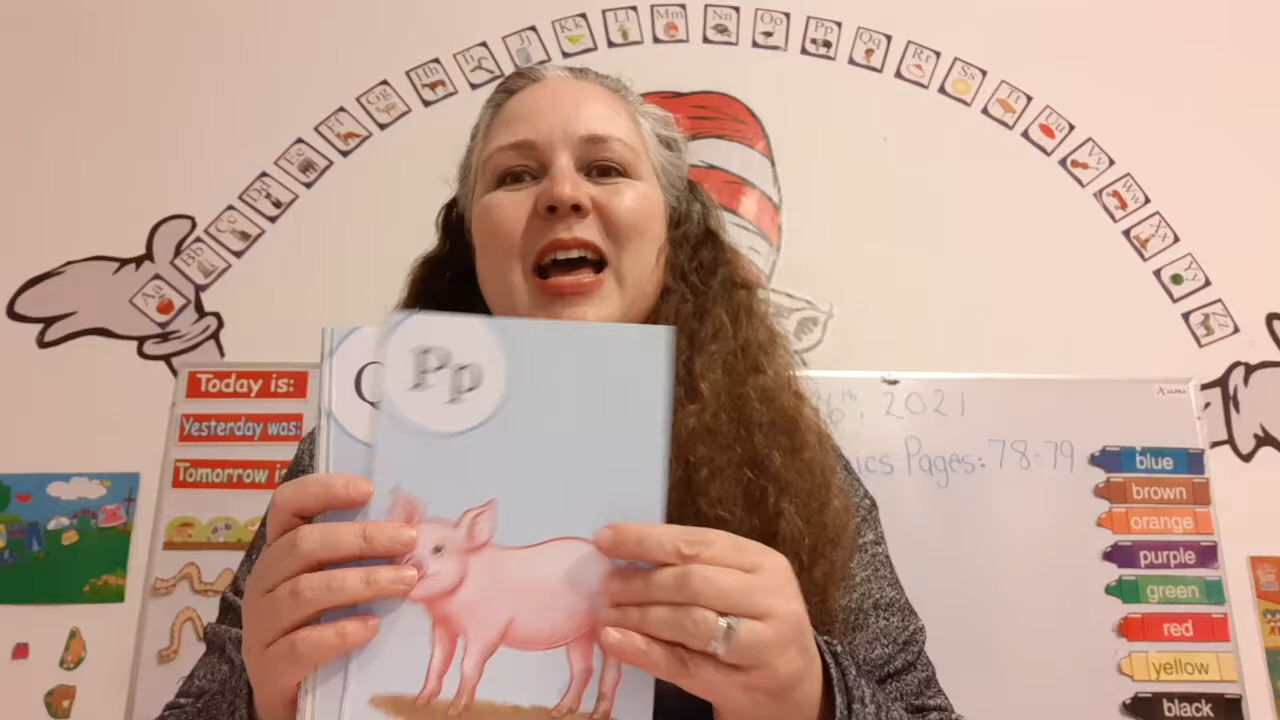 Aa
Bb
Cc
Dd
Ee
Ff
Gg
Hh
Ii
Jj
Kk
Ll
Mm
Nn
Oo
Pp
Qq
Rr
Ss
Tt
Uu
Vv
Ww
Xx
Yy
Zz
Pp
Today is:
Yesterday was:
Tomorrow is
6th, 2021
Pages: 78-79
blue
brown
orange
purple
green
red
yellow
black